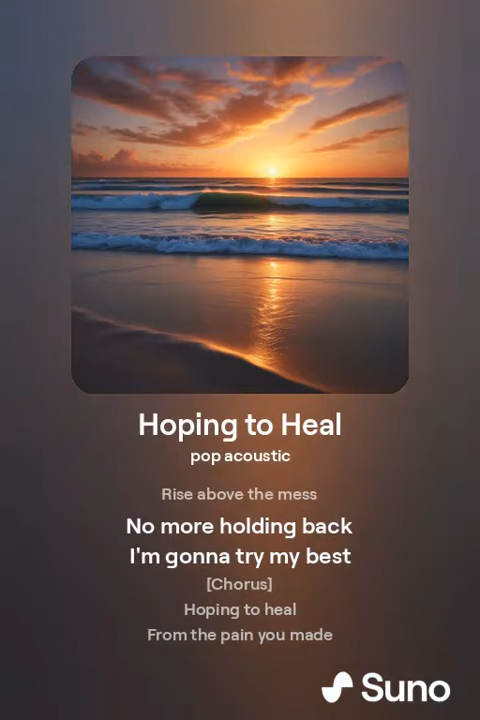 Hoping to Heal
pop acoustic
Rise above the mess
No more holding back
I'm gonna try my best
[Chorus]
Hoping to heal
From the pain you made
Suno